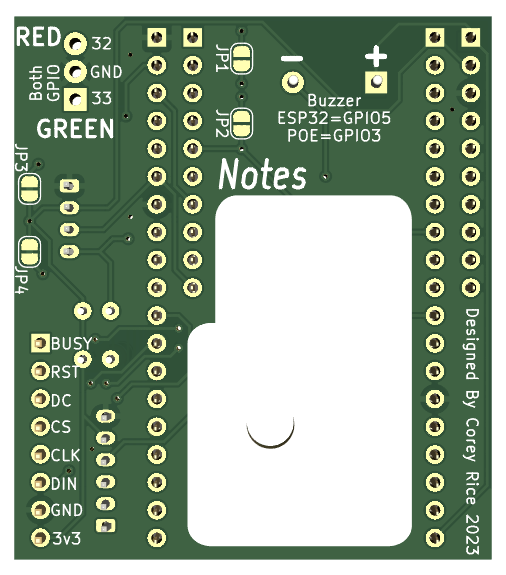 RED
32
Both
GPIO
GND
33
GREEN
JP1
JP2
Buzzer
ESP32=GPIO5
POE=GPIO3
Notes
JP3
JP4
BUSY
RST
DC
CS
CLK
DIN
GND
3v3
Designed By Corey Rice 2023